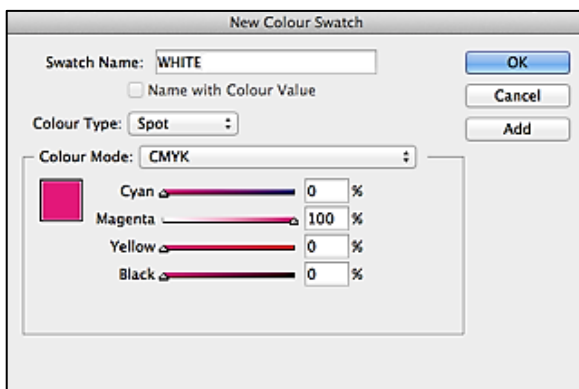 New Colour Swatch
Swatch Name: WHITE
OK
Name with Colour Value
Cancel
Colour Type: Spot
Add
Colour Mode: CMYK
Cyan 0 %
Magenta 100 %
Yellow 0 %
Black 0 %